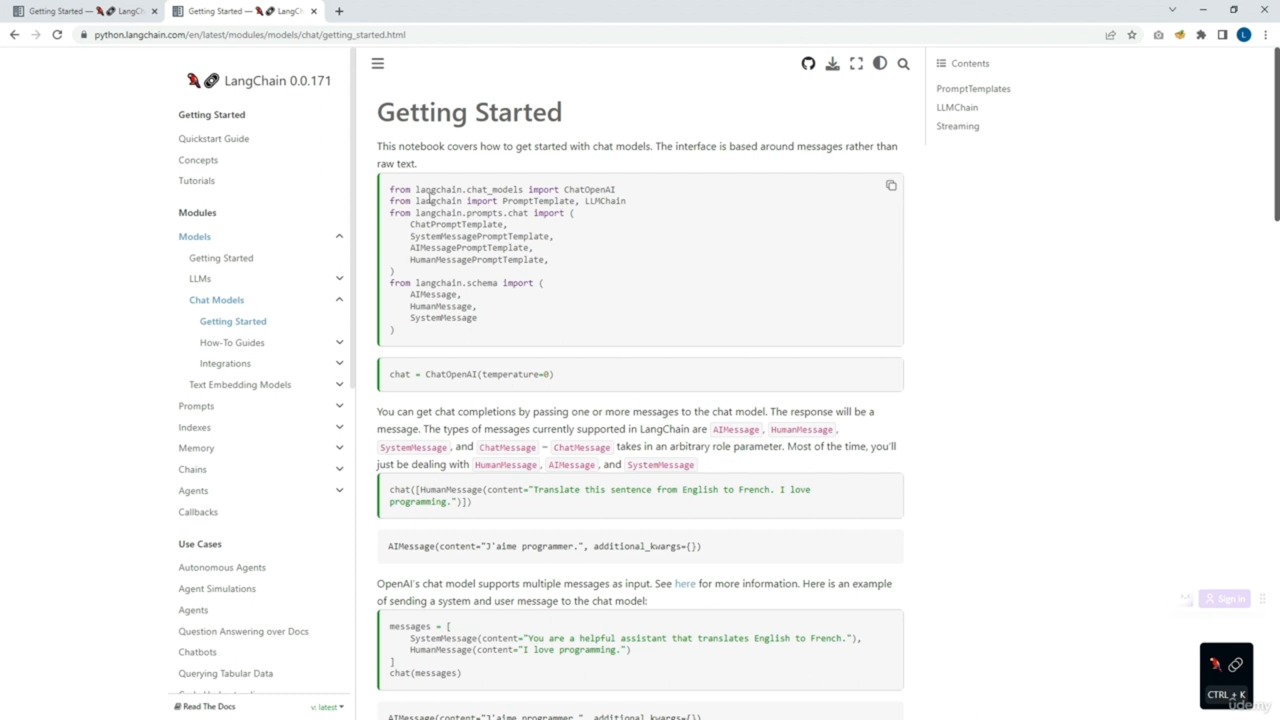 Getting Started — LangCh
Getting Started — LangCh
python.langchain.com/en/latest/modules/models/chat/getting_started.html
L
LangChain 0.0.171
Getting Started
Quickstart Guide
Concepts
Tutorials
Modules
Models
Getting Started
LLMs
Chat Models
Getting Started
How-To Guides
Integrations
Text Embedding Models
Prompts
Indexes
Memory
Chains
Agents
Callbacks
Use Cases
Autonomous Agents
Agent Simulations
Agents
Question Answering over Docs
Chatbots
Querying Tabular Data
Read The Docs
v: latest
Getting Started
This notebook covers how to get started with chat models. The interface is based around messages rather than
raw text.
from langchain.chat_models import ChatOpenAI
from langchain import PromptTemplate, LLMChain
from langchain.prompts.chat import (
ChatPromptTemplate,
SystemMessagePromptTemplate,
AIMessagePromptTemplate,
HumanMessagePromptTemplate,
)
from langchain.schema import (
AIMessage,
HumanMessage,
SystemMessage
)
chat = ChatOpenAI(temperature=0)
You can get chat completions by passing one or more messages to the chat model. The response will be a
message. The types of messages currently supported in LangChain are AIMessage, HumanMessage,
SystemMessage, and ChatMessage – ChatMessage takes in an arbitrary role parameter. Most of the time, you'll
just be dealing with HumanMessage, AIMessage, and SystemMessage
chat([HumanMessage(content="Translate this sentence from English to French. I love
programming.")])
AIMessage(content="J'aime programmer.", additional_kwargs={})
OpenAI's chat model supports multiple messages as input. See here for more information. Here is an example
of sending a system and user message to the chat model:
messages = [
SystemMessage(content="You are a helpful assistant that translates English to French."),
HumanMessage(content="I love programming.")
]
chat(messages)
AIMessage(content="J'aime programmer.", additional_kwargs={})
Contents
PromptTemplates
LLMChain
Streaming
Sign in
CTRL + K
udemy